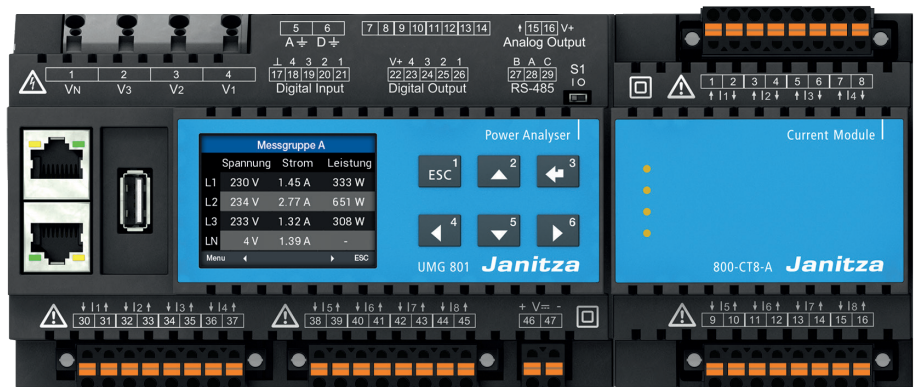 5 6
A D
7 8 9 10 11 12 13 14
15 16 V+
Analog Output
1 2 3 4
VN V3 V2 V1
⊥ 4 3 2 1
17 18 19 20 21
Digital Input
V+ 4 3 2 1
22 23 24 25 26
Digital Output
B A C
27 28 29
RS-485
S1
I O
1 2 3 4 5 6 7 8
I1 I2 I3 I4
Messgruppe A
Spannung Strom Leistung
L1 230 V 1.45 A 333 W
L2 234 V 2.77 A 651 W
L3 233 V 1.32 A 308 W
LN 4 V 1.39 A -
Menu ESC
Power Analyser
ESC 1 2 3
4 5 6
UMG 801 Janitza
Current Module
800-CT8-A Janitza
I1 I2 I3 I4
30 31 32 33 34 35 36 37
I5 I6 I7 I8
38 39 40 41 42 43 44 45
+ V -
46 47
I5 I6 I7 I8
9 10 11 12 13 14 15 16